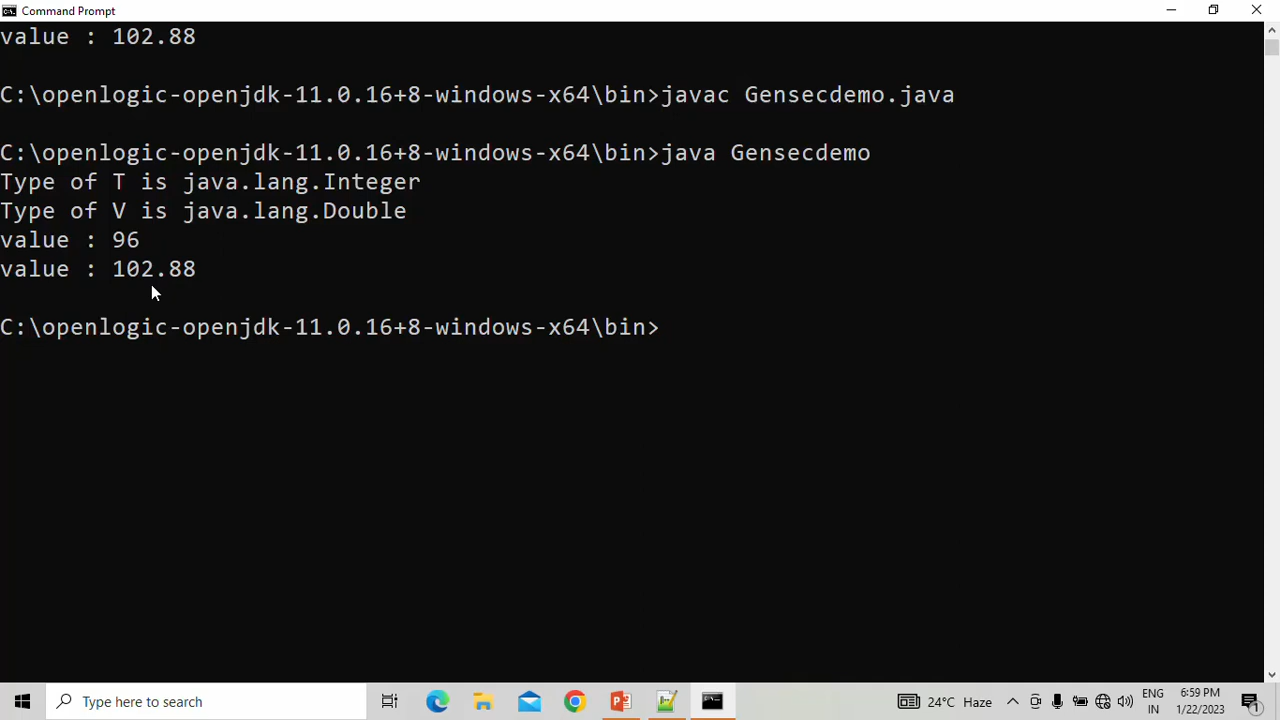 Command Prompt
value : 102.88
C:\openlogic-openjdk-11.0.16+8-windows-x64\bin>javac Gensecdemo.java
C:\openlogic-openjdk-11.0.16+8-windows-x64\bin>java Gensecdemo
Type of T is java.lang.Integer
Type of V is java.lang.Double
value : 96
value : 102.88
C:\openlogic-openjdk-11.0.16+8-windows-x64\bin>
Type here to search
24°C Haze
ENG
IN
6:59 PM
1/22/2023
1